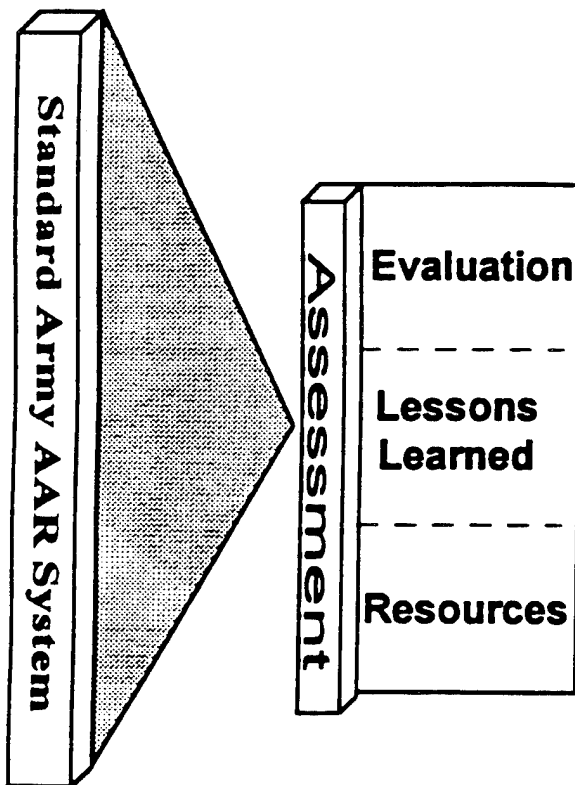 Standard Army AAR System
Assessment
Evaluation
Lessons
Learned
Resources